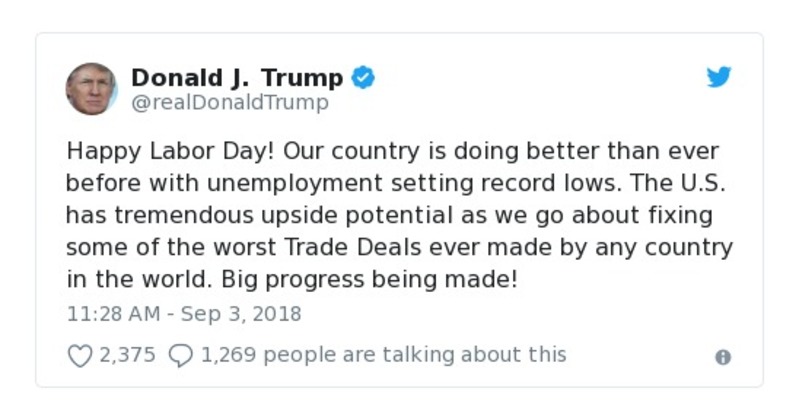 Donald J. Trump
@realDonaldTrump
Happy Labor Day! Our country is doing better than ever
before with unemployment setting record lows. The U.S.
has tremendous upside potential as we go about fixing
some of the worst Trade Deals ever made by any country
in the world. Big progress being made!
11:28 AM - Sep 3, 2018
2,375 1,269 people are talking about this